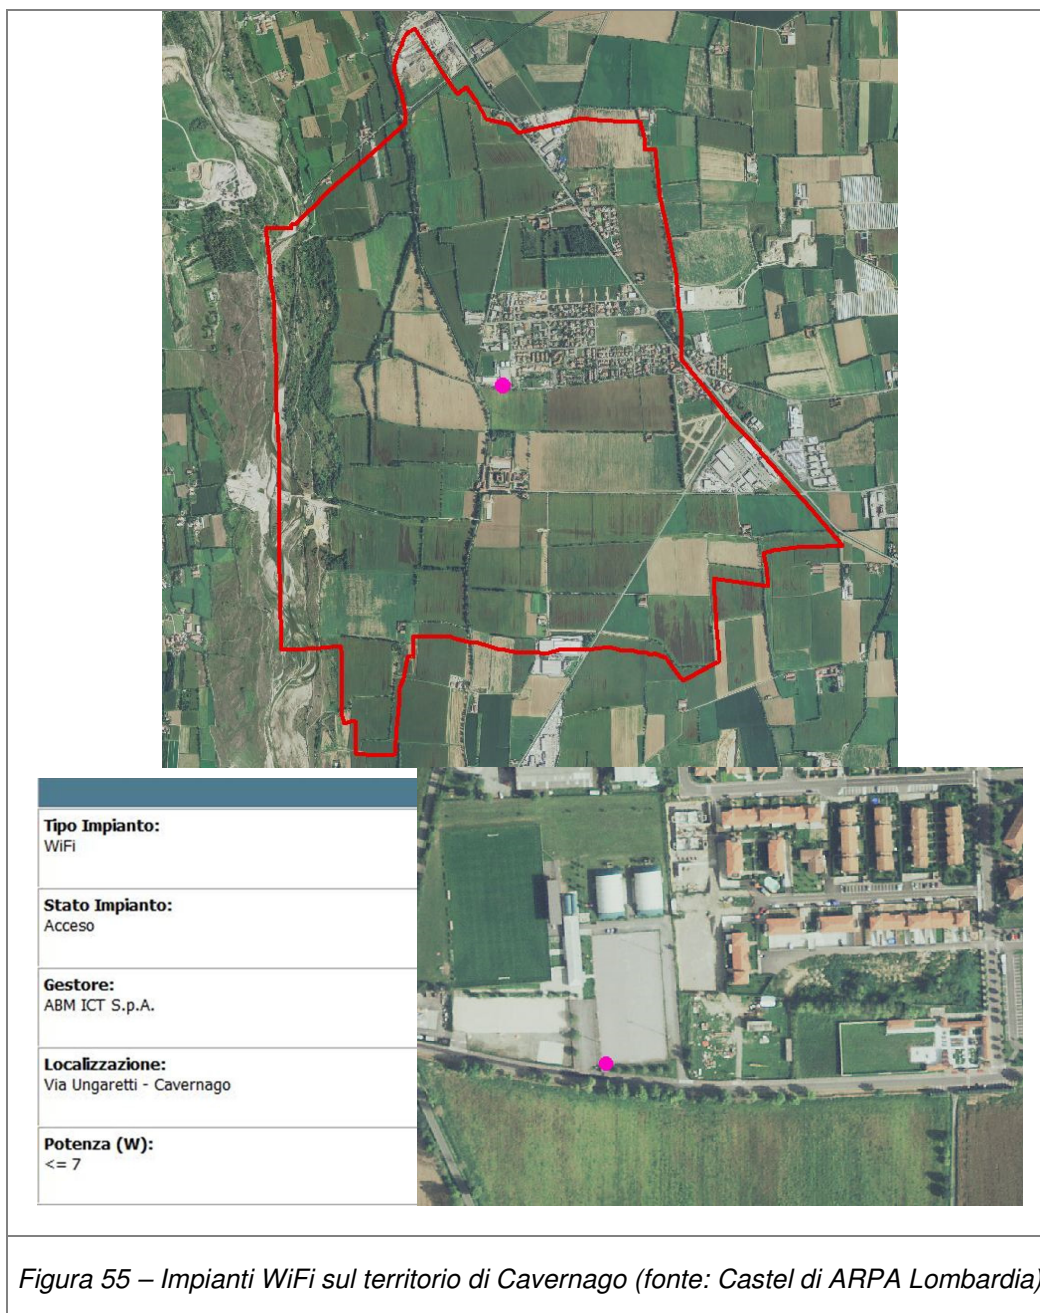 Tipo Impianto:
WiFi
Stato Impianto:
Acceso
Gestore:
ABM ICT S.p.A.
Localizzazione:
Via Ungaretti - Cavernago
Potenza (W):
<= 7
Figura 55 – Impianti WiFi sul territorio di Cavernago (fonte: Castel di ARPA Lombardia)